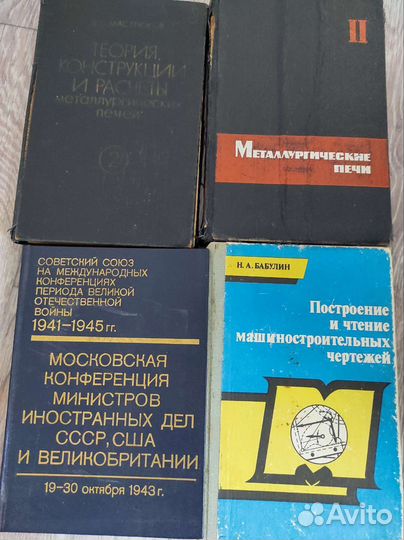 ТЕОРИЯ,
КОНСТРУКЦИИ
И РАСЧЕТЫ
металлургических
печей
2
II
МЕТАЛЛУРГИЧЕСКИЕ
ПЕЧИ
СОВЕТСКИЙ СОЮЗ
НА МЕЖДУНАРОДНЫХ
КОНФЕРЕНЦИЯХ
ПЕРИОДА ВЕЛИКОЙ
ОТЕЧЕСТВЕННОЙ
ВОЙНЫ
1941–1945 гг.
МОСКОВСКАЯ
КОНФЕРЕНЦИЯ
МИНИСТРОВ
ИНОСТРАННЫХ ДЕЛ
СССР, США
И ВЕЛИКОБРИТАНИИ
19-30 октября 1943 г.
Н. А. БАБУЛИН
Построение
и чтение
машиностроительных
чертежей
Avito